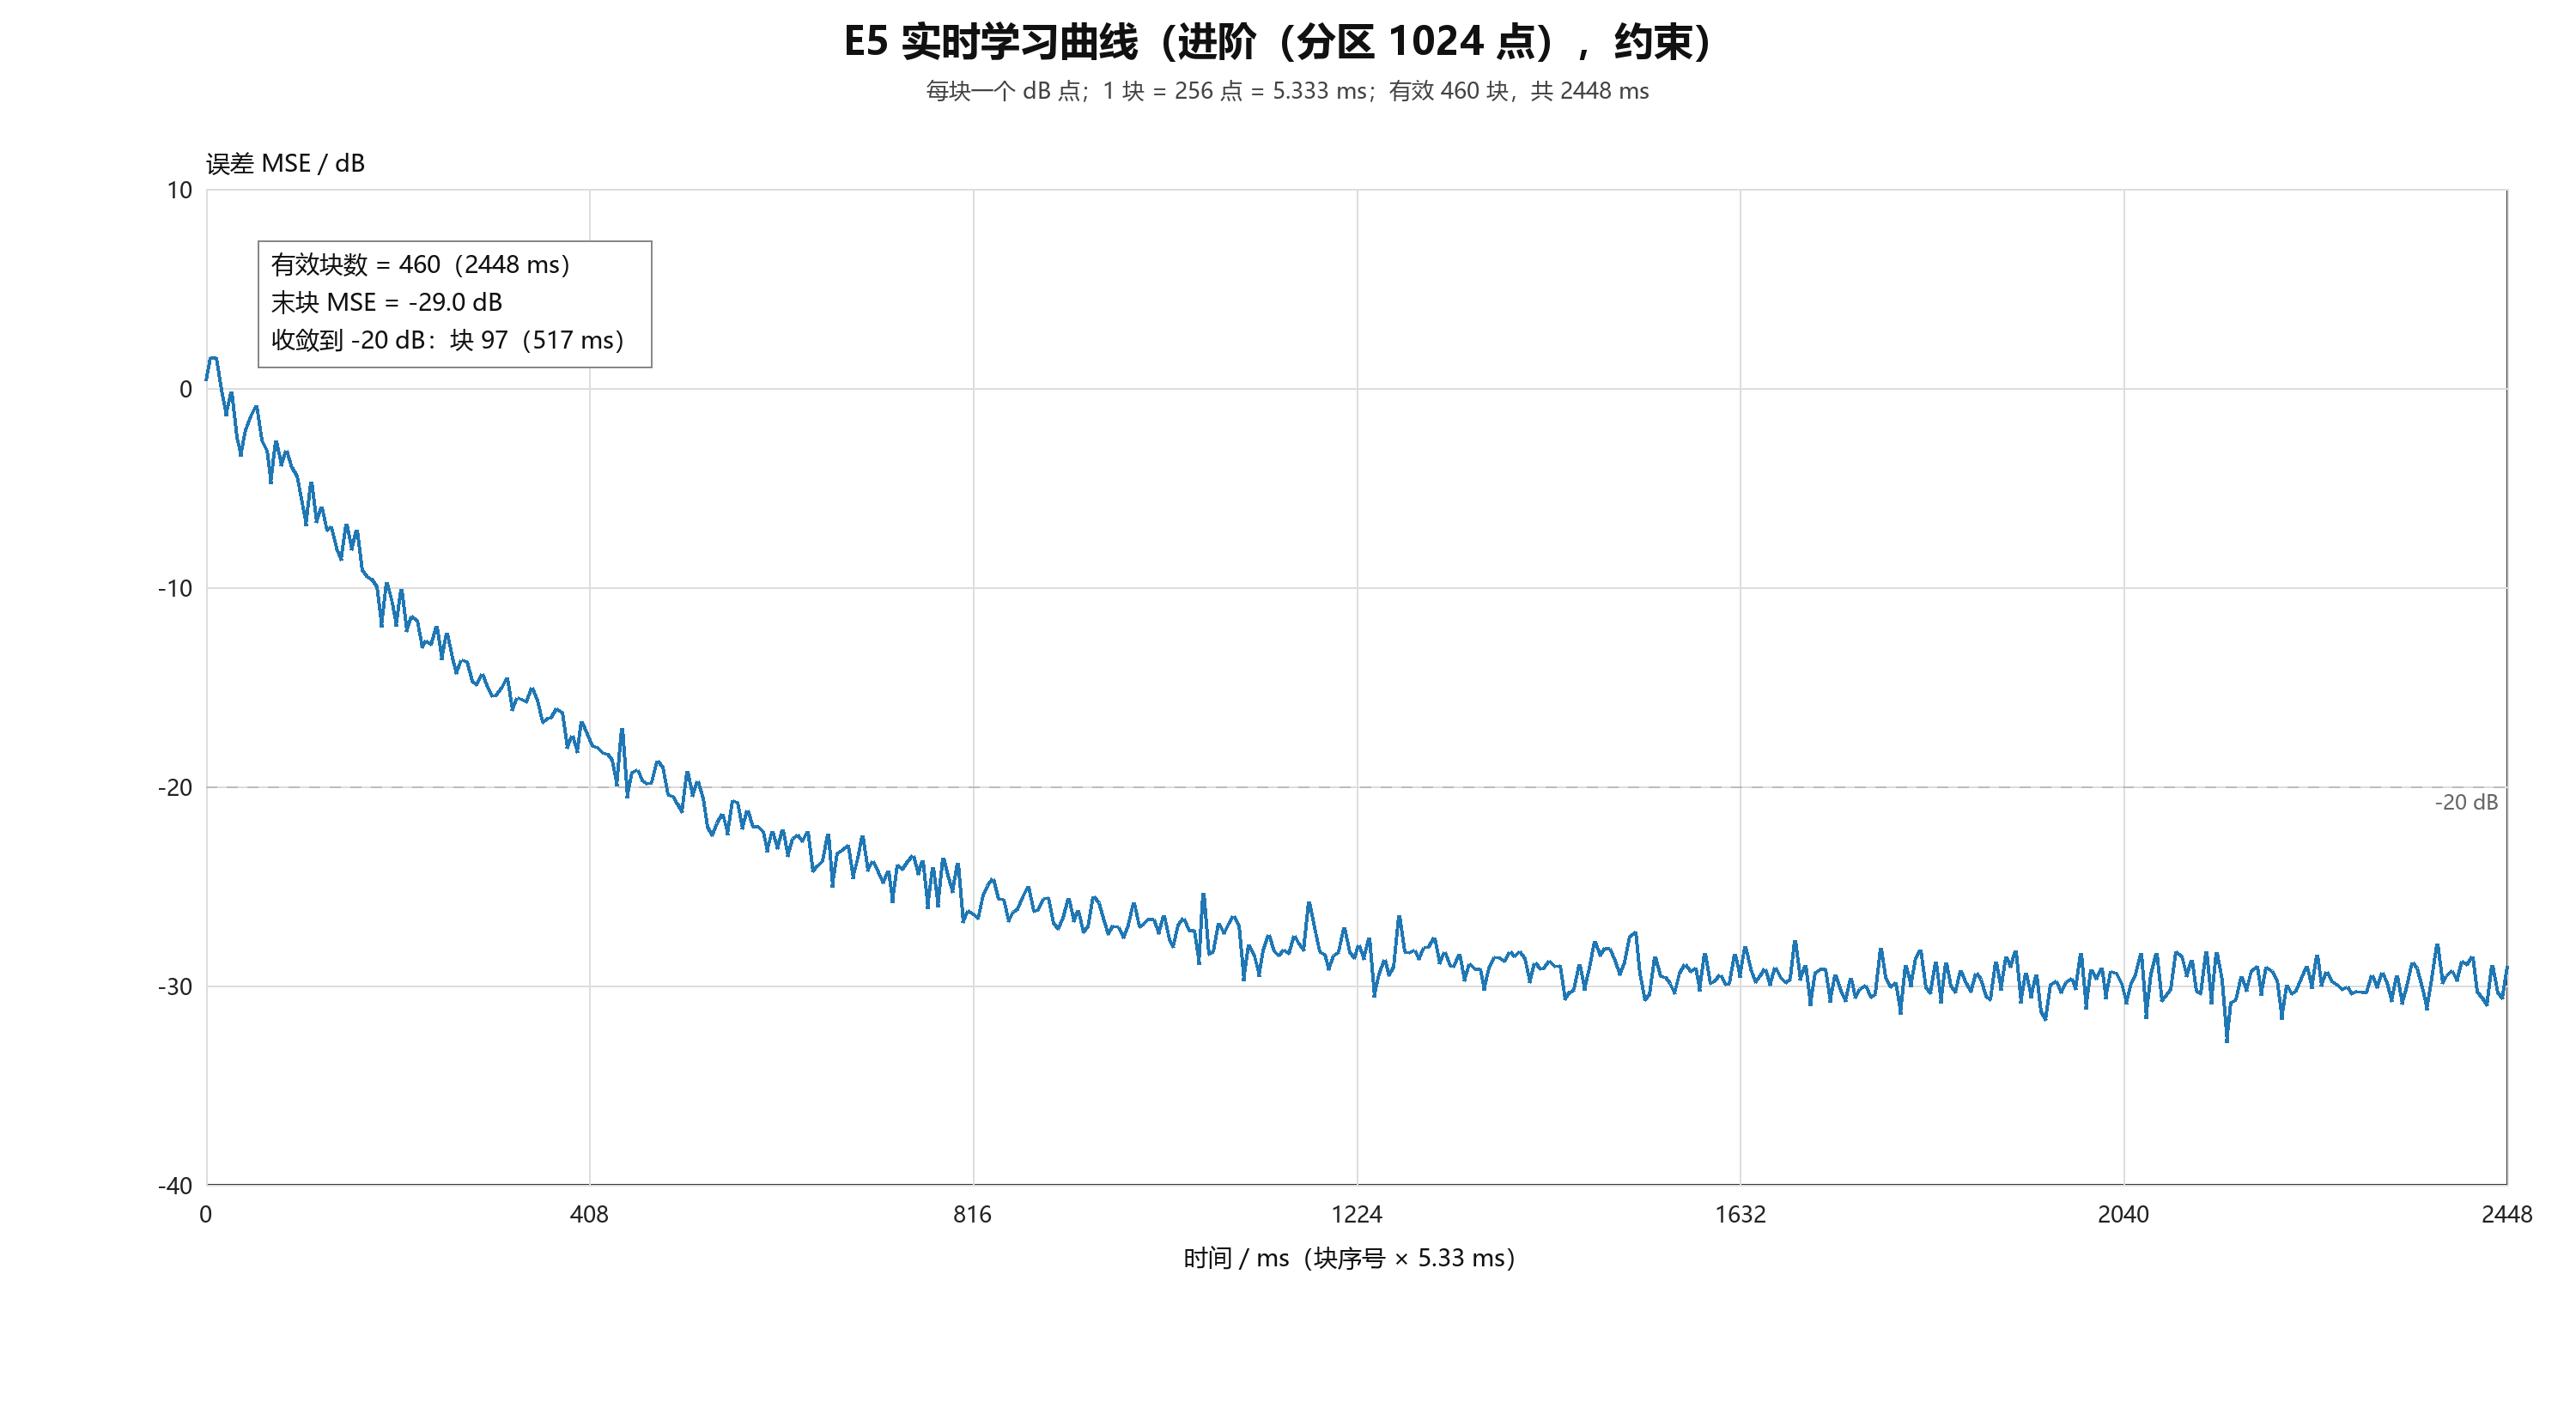 E5 实时学习曲线（进阶（分区 1024 点），约束）
每块一个 dB 点；1 块 = 256 点 = 5.333 ms；有效 460 块，共 2448 ms
误差 MSE / dB
10
有效块数 = 460（2448 ms）
末块 MSE = -29.0 dB
收敛到 -20 dB：块 97（517 ms）
0
-10
-20
-20 dB
-30
-40
0 408 816 1224 1632 2040 2448
时间 / ms（块序号 × 5.33 ms）